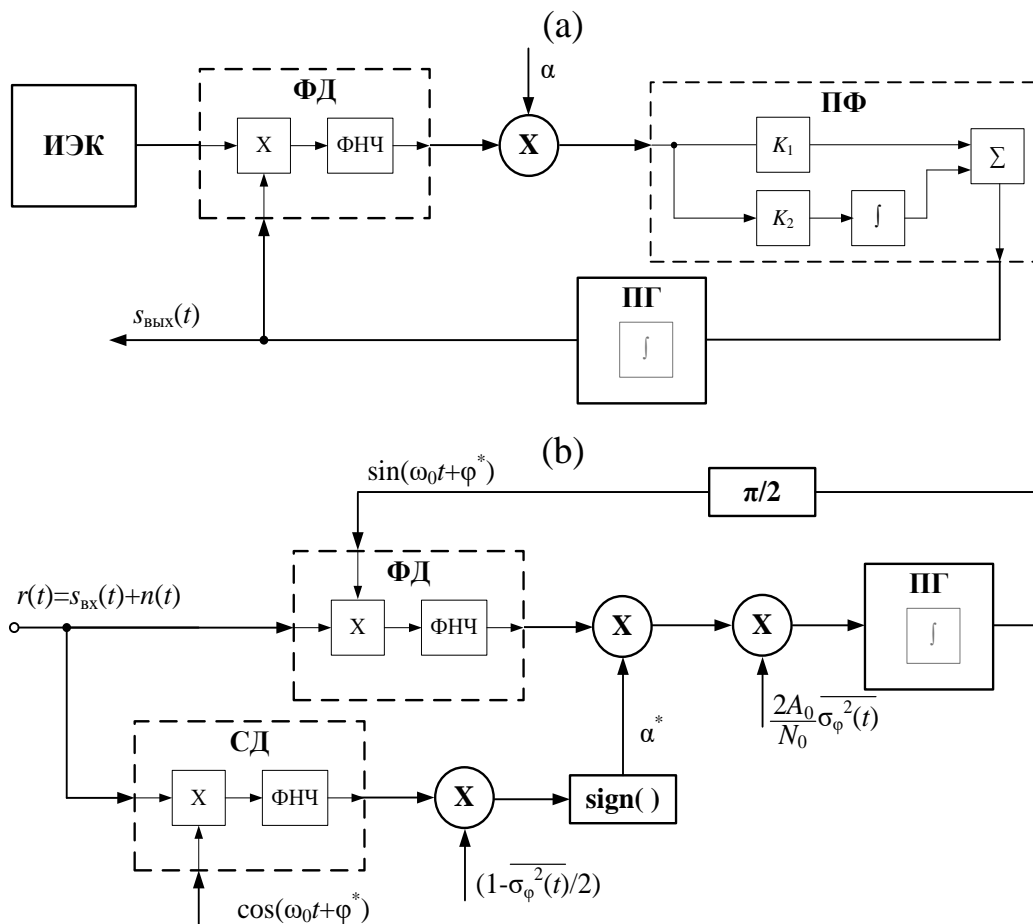 (a)
α
ФД
ПФ
ИЭК
X
ФНЧ
X
K₁
Σ
K₂
∫
ПГ
∫
sвых(t)
(b)
sin(ω₀t+φ*)
π/2
ФД
ПГ
r(t)=sвх(t)+n(t)
X
ФНЧ
X
X
∫
2A₀/N₀ σφ²(t)
α*
СД
X
ФНЧ
X
sign( )
(1-σφ²(t)/2)
cos(ω₀t+φ*)